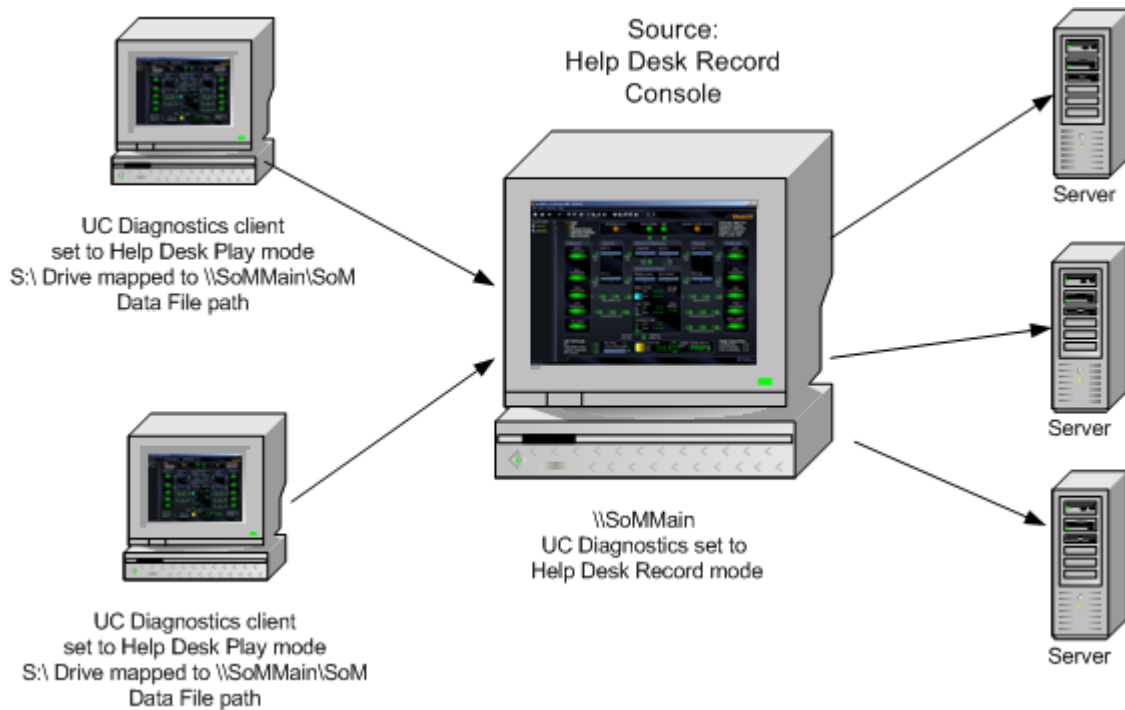 Source:
Help Desk Record
Console
UC Diagnostics client
set to Help Desk Play mode
S:\ Drive mapped to \\SoMMain\SoM
Data File path
Server
Server
\\SoMMain
UC Diagnostics set to
Help Desk Record mode
UC Diagnostics client
set to Help Desk Play mode
S:\ Drive mapped to \\SoMMain\SoM
Data File path
Server